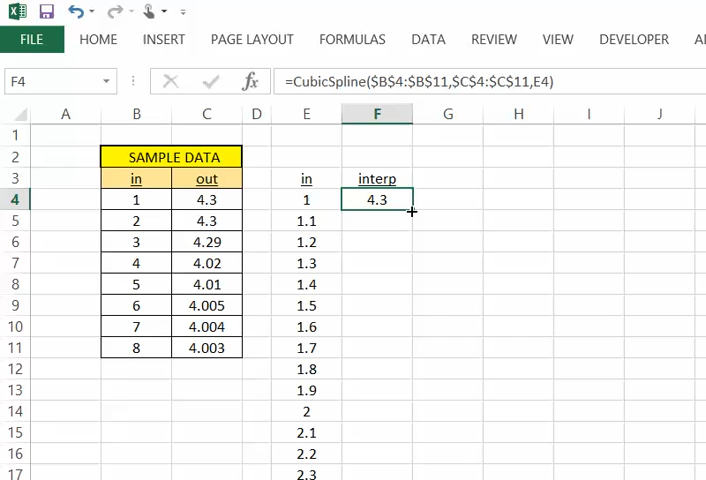 FILE HOME INSERT PAGE LAYOUT FORMULAS DATA REVIEW VIEW DEVELOPER
F4 fx =CubicSpline($B$4:$B$11,$C$4:$C$11,E4)
A B C D E F G H I J
1
2 SAMPLE DATA
3 in out in interp
4 1 4.3 1 4.3
5 2 4.3 1.1
6 3 4.29 1.2
7 4 4.02 1.3
8 5 4.01 1.4
9 6 4.005 1.5
10 7 4.004 1.6
11 8 4.003 1.7
12 1.8
13 1.9
14 2
15 2.1
16 2.2
17 2.3